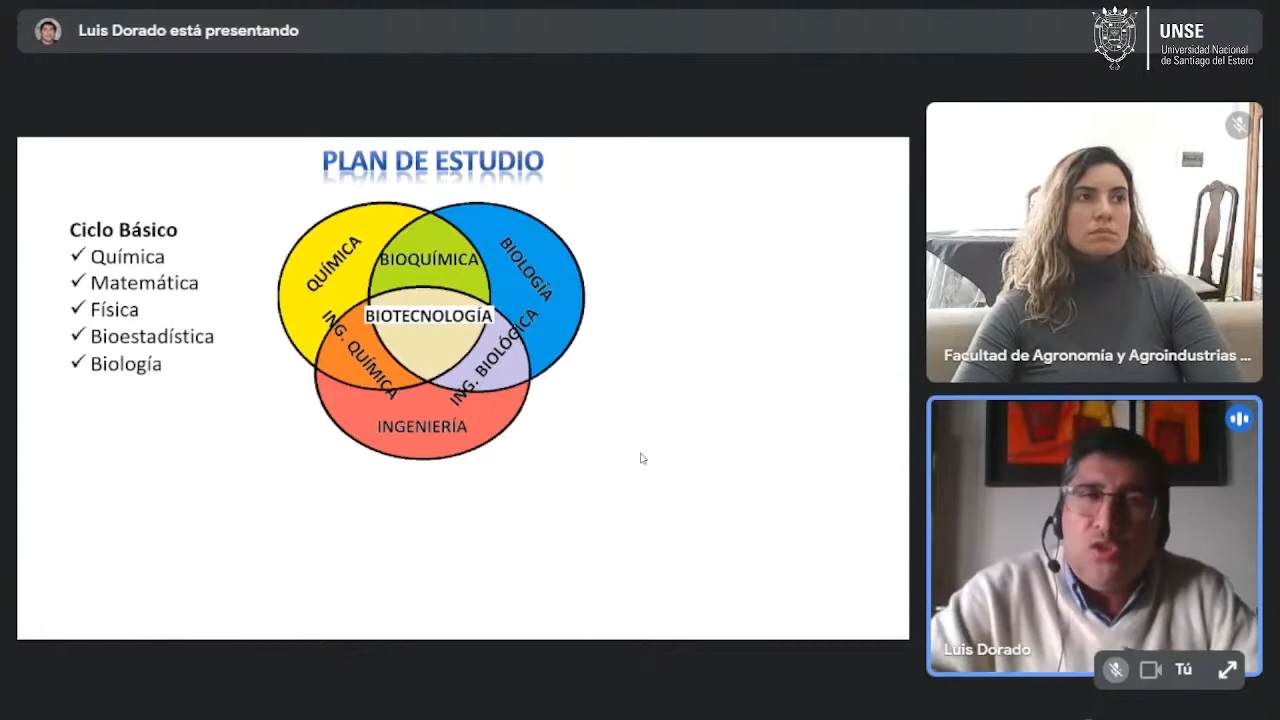 Luis Dorado está presentando
UNSE
Universidad Nacional
de Santiago del Estero
PLAN DE ESTUDIO
Ciclo Básico
✓ Química
✓ Matemática
✓ Física
✓ Bioestadística
✓ Biología
QUÍMICA
BIOQUÍMICA
BIOLOGÍA
BIOTECNOLOGÍA
ING. QUÍMICA
ING. BIOLÓGICA
INGENIERÍA
Facultad de Agronomía y Agroindustrias ...
Luis Dorado
Tú